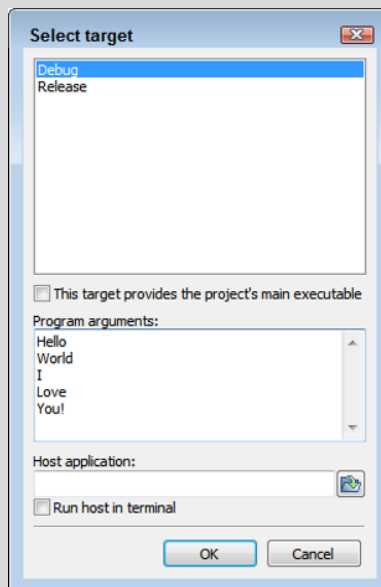 Select target
Debug
Release
This target provides the project's main executable
Program arguments:
Hello
World
I
Love
You!
Host application:
Run host in terminal
OK
Cancel